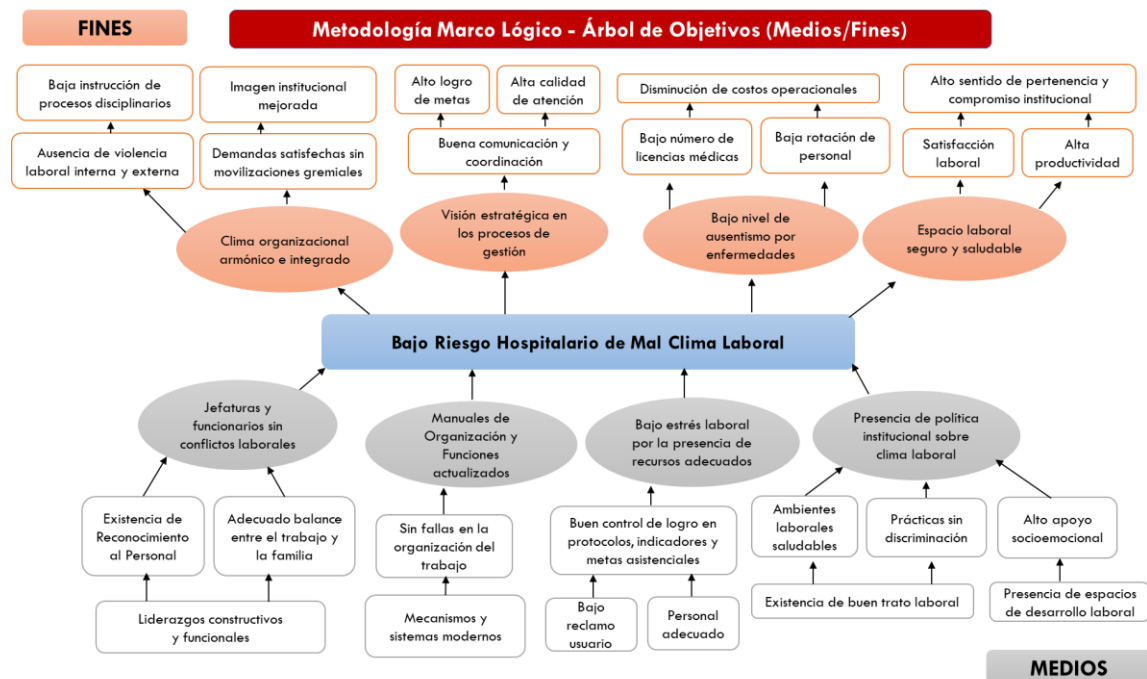 FINES
Metodología Marco Lógico - Árbol de Objetivos (Medios/Fines)
Baja instrucción de
procesos disciplinarios
Imagen institucional
mejorada
Alto logro
de metas
Alta calidad
de atención
Disminución de costos operacionales
Alto sentido de pertenencia y
compromiso institucional
Ausencia de violencia
laboral interna y externa
Demandas satisfechas sin
movilizaciones gremiales
Buena comunicación y
coordinación
Bajo número de
licencias médicas
Baja rotación de
personal
Satisfacción
laboral
Alta
productividad
Clima organizacional
armónico e integrado
Visión estratégica en
los procesos de
gestión
Bajo nivel de
ausentismo por
enfermedades
Espacio laboral
seguro y saludable
Bajo Riesgo Hospitalario de Mal Clima Laboral
Jefaturas y
funcionarios sin
conflictos laborales
Manuales de
Organización y
Funciones
actualizados
Bajo estrés laboral
por la presencia de
recursos adecuados
Presencia de política
institucional sobre
clima laboral
Existencia de
Reconocimiento
al Personal
Adecuado balance
entre el trabajo y
la familia
Sin fallas en la
organización del
trabajo
Buen control de logro en
protocolos, indicadores y
metas asistenciales
Ambientes
laborales
saludables
Prácticas sin
discriminación
Alto apoyo
socioemocional
Liderazgos constructivos
y funcionales
Mecanismos y
sistemas modernos
Bajo
reclamo
usuario
Personal
adecuado
Existencia de buen trato laboral
Presencia de espacios
de desarrollo laboral
MEDIOS